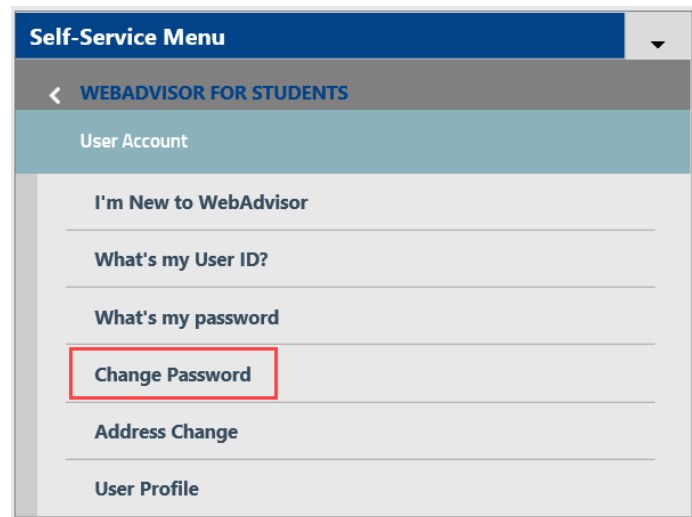 Self-Service Menu
WEBADVISOR FOR STUDENTS
User Account
I'm New to WebAdvisor
What's my User ID?
What's my password
Change Password
Address Change
User Profile